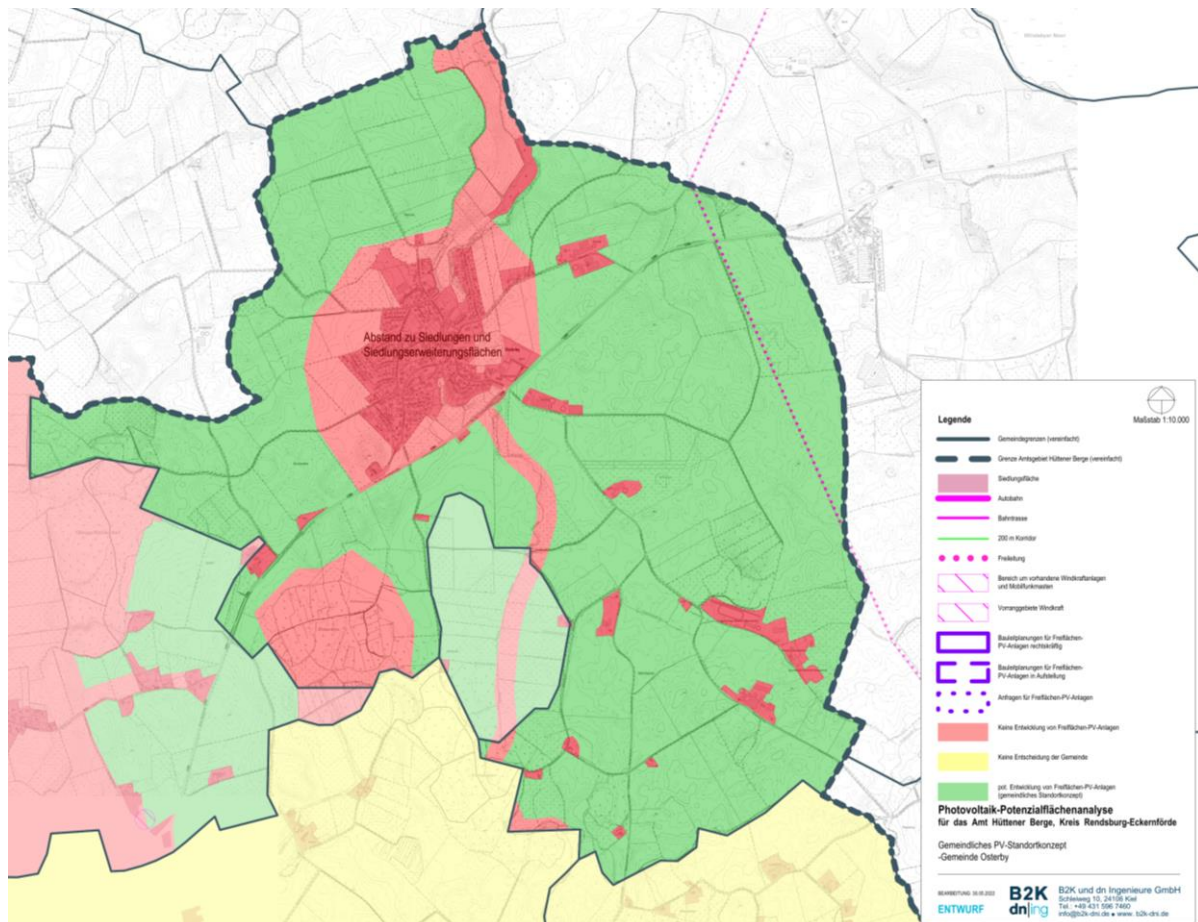 Abstand zu Siedlungen und
Siedlungserweiterungsflächen
Legende
Maßstab 1:10.000
Gemeindegrenzen (vereinfacht)
Grenze Amtsgebiet Hüttener Berge (vereinfacht)
Siedlungsfläche
Autobahn
Bahntrasse
200 m Korridor
Freileitung
Bereich um vorhandene Windkraftanlagen
und Mobilfunkmasten
Vorranggebiete Windkraft
Bauleitplanungen für Freiflächen-
PV-Anlagen rechtskräftig
Bauleitplanungen für Freiflächen-
PV-Anlagen in Aufstellung
Anfragen für Freiflächen-PV-Anlagen
Keine Entwicklung von Freiflächen-PV-Anlagen
Keine Entscheidung der Gemeinde
pot. Entwicklung von Freiflächen-PV-Anlagen
(gemeindliches Standortkonzept)
Photovoltaik-Potenzialflächenanalyse
für das Amt Hüttener Berge, Kreis Rendsburg-Eckernförde
Gemeindliches PV-Standortkonzept
-Gemeinde Osterby
ENTWURF
B2K
dn|ing
B2K und dn Ingenieure GmbH
Schleiweg 10, 24106 Kiel
Tel.: +49 431 596 7460
info@b2k-dni.de ● www. b2k-dni.de